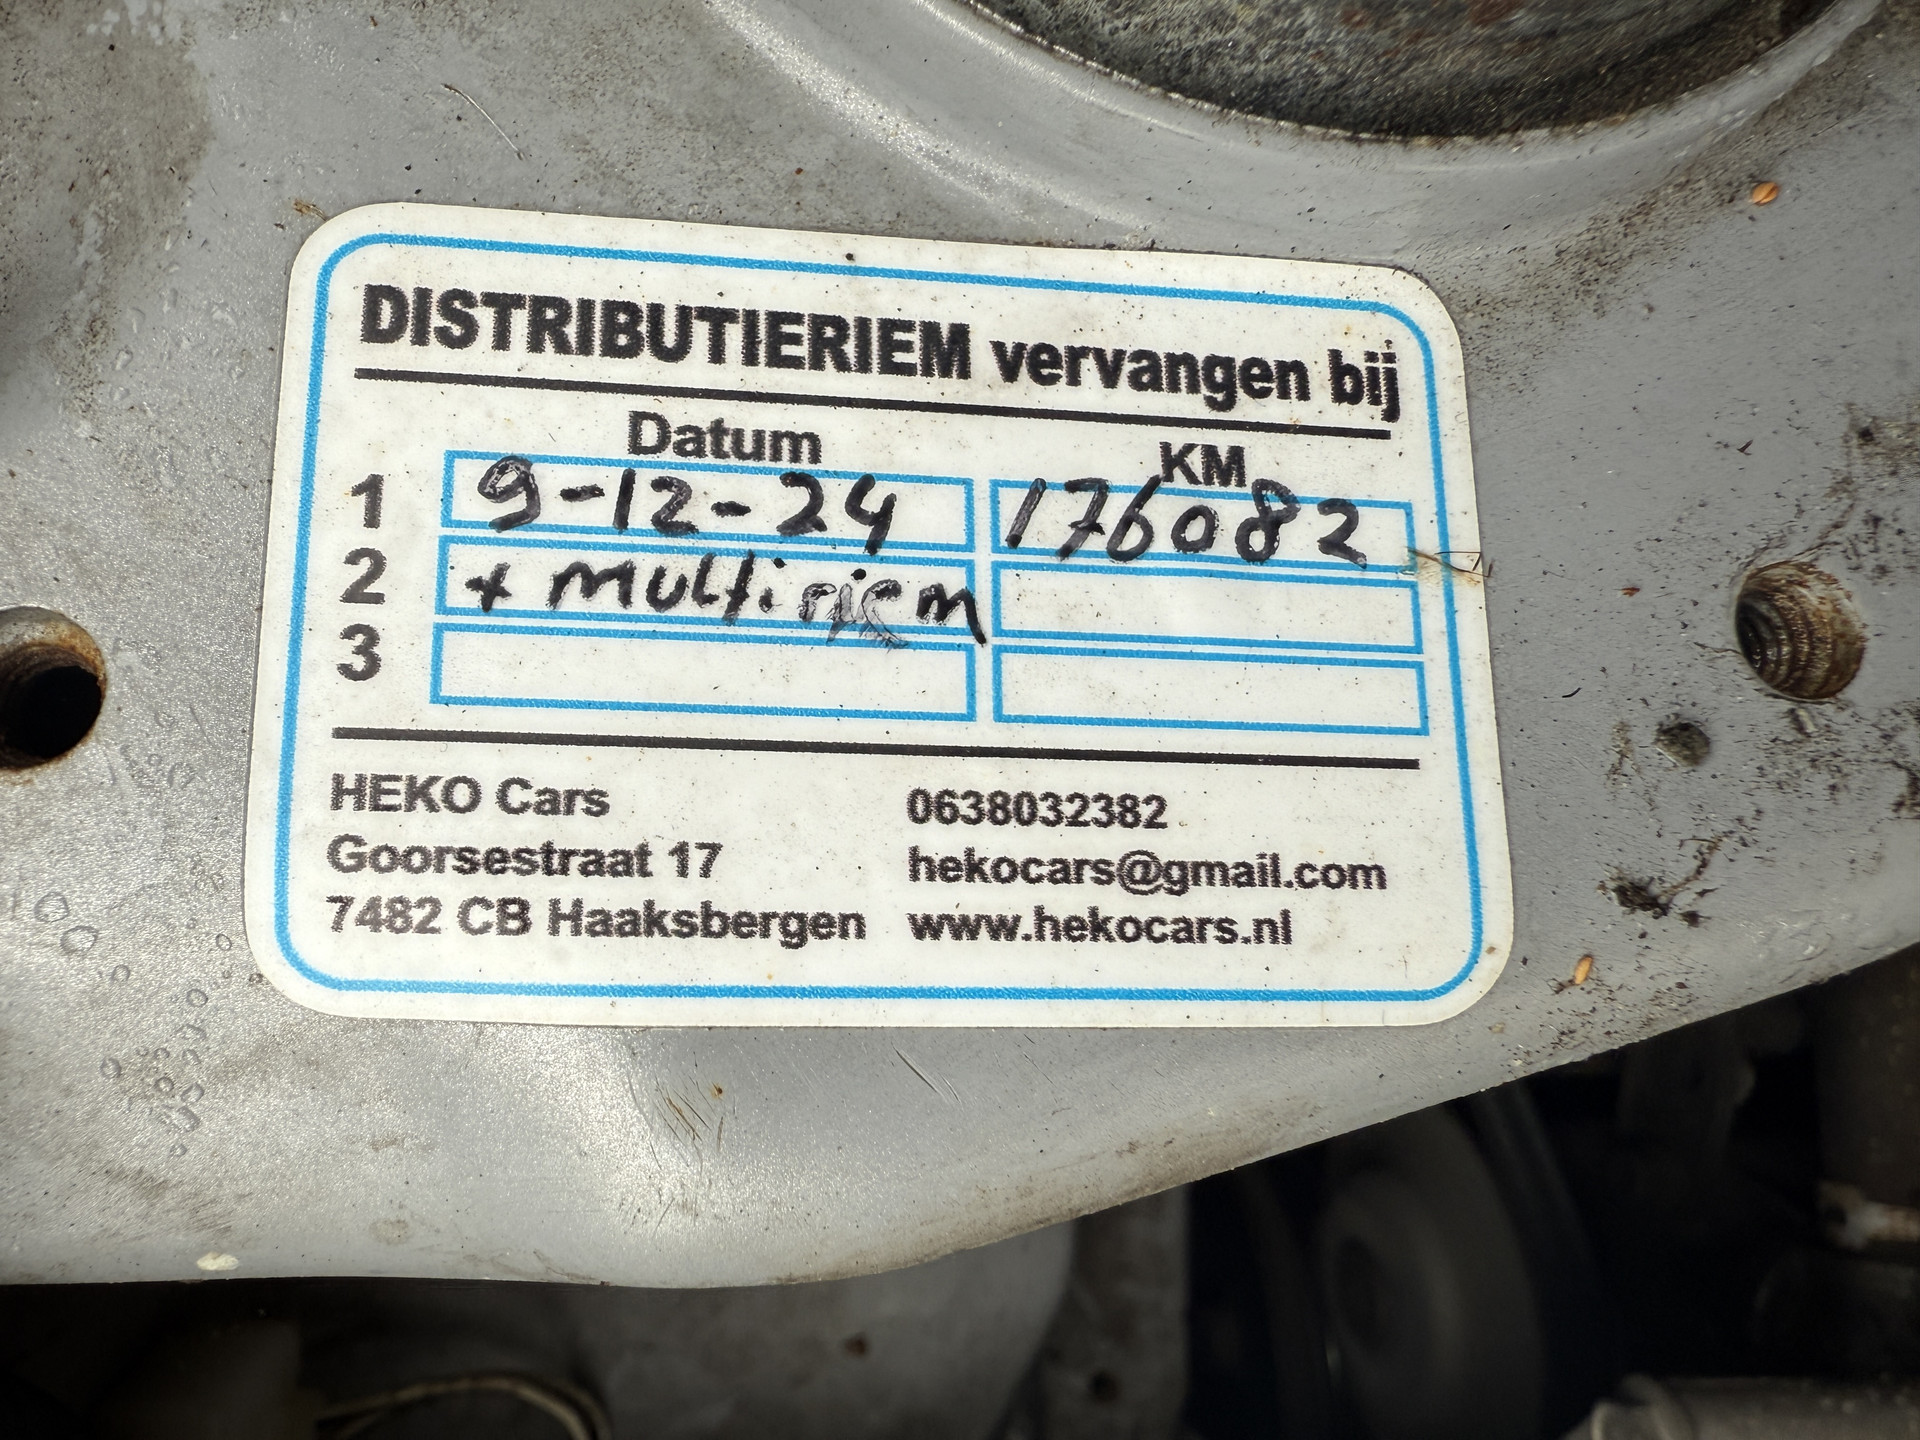 DISTRIBUTIERIEM vervangen bij
Datum KM
1 9-12-24 176082
2 + multiriem
3
HEKO Cars 0638032382
Goorsestraat 17 hekocars@gmail.com
7482 CB Haaksbergen www.hekocars.nl